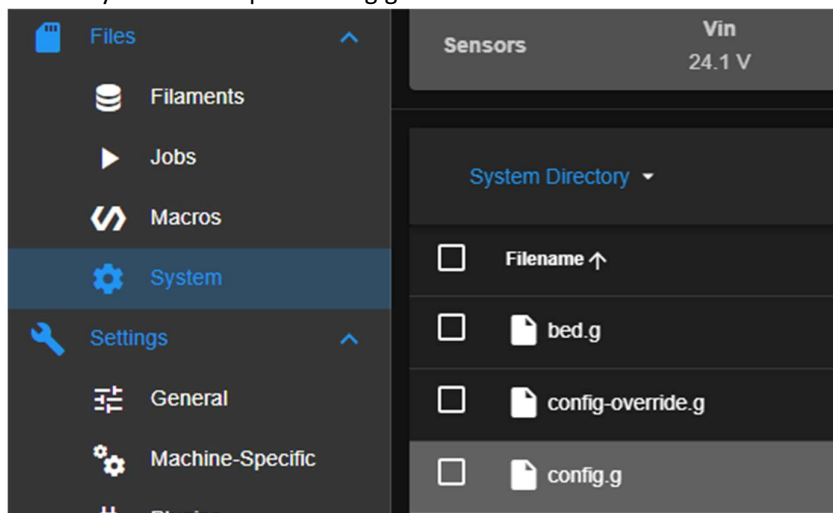 Files
Filaments
Jobs
Macros
System
Settings
General
Machine-Specific
Sensors
Vin
24.1 V
System Directory
Filename
bed.g
config-override.g
config.g